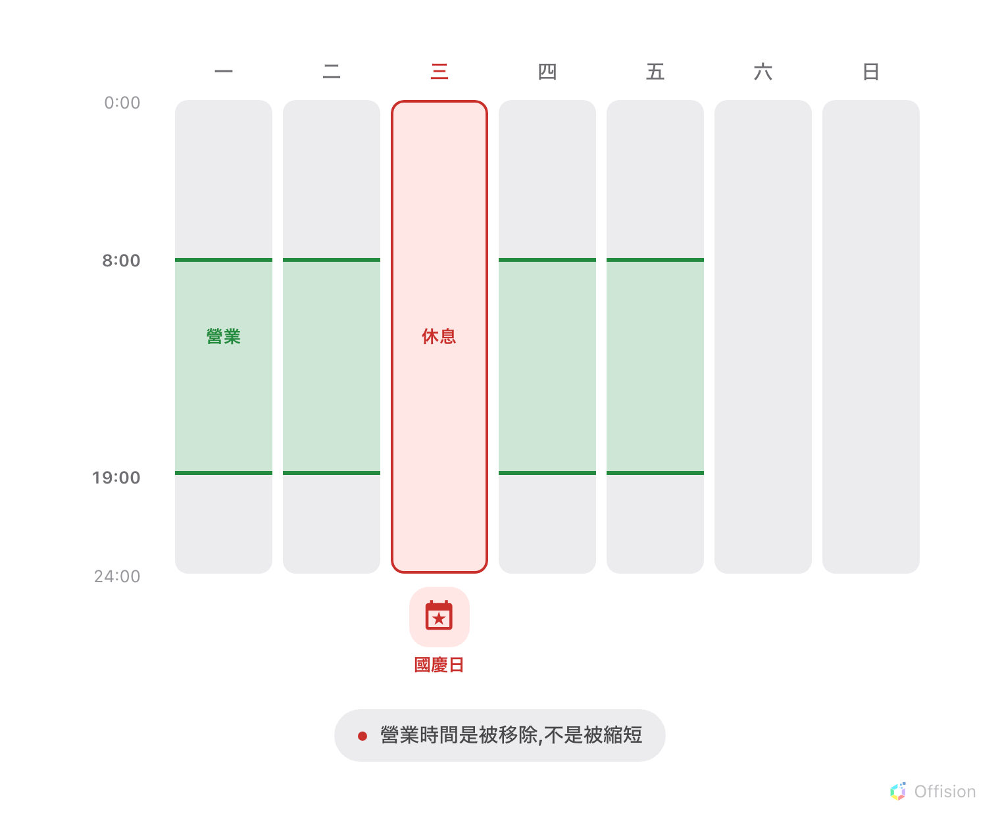 一 二 三 四 五 六 日
0:00
8:00
營業 休息
19:00
24:00
國慶日
營業時間是被移除,不是被縮短
Offision